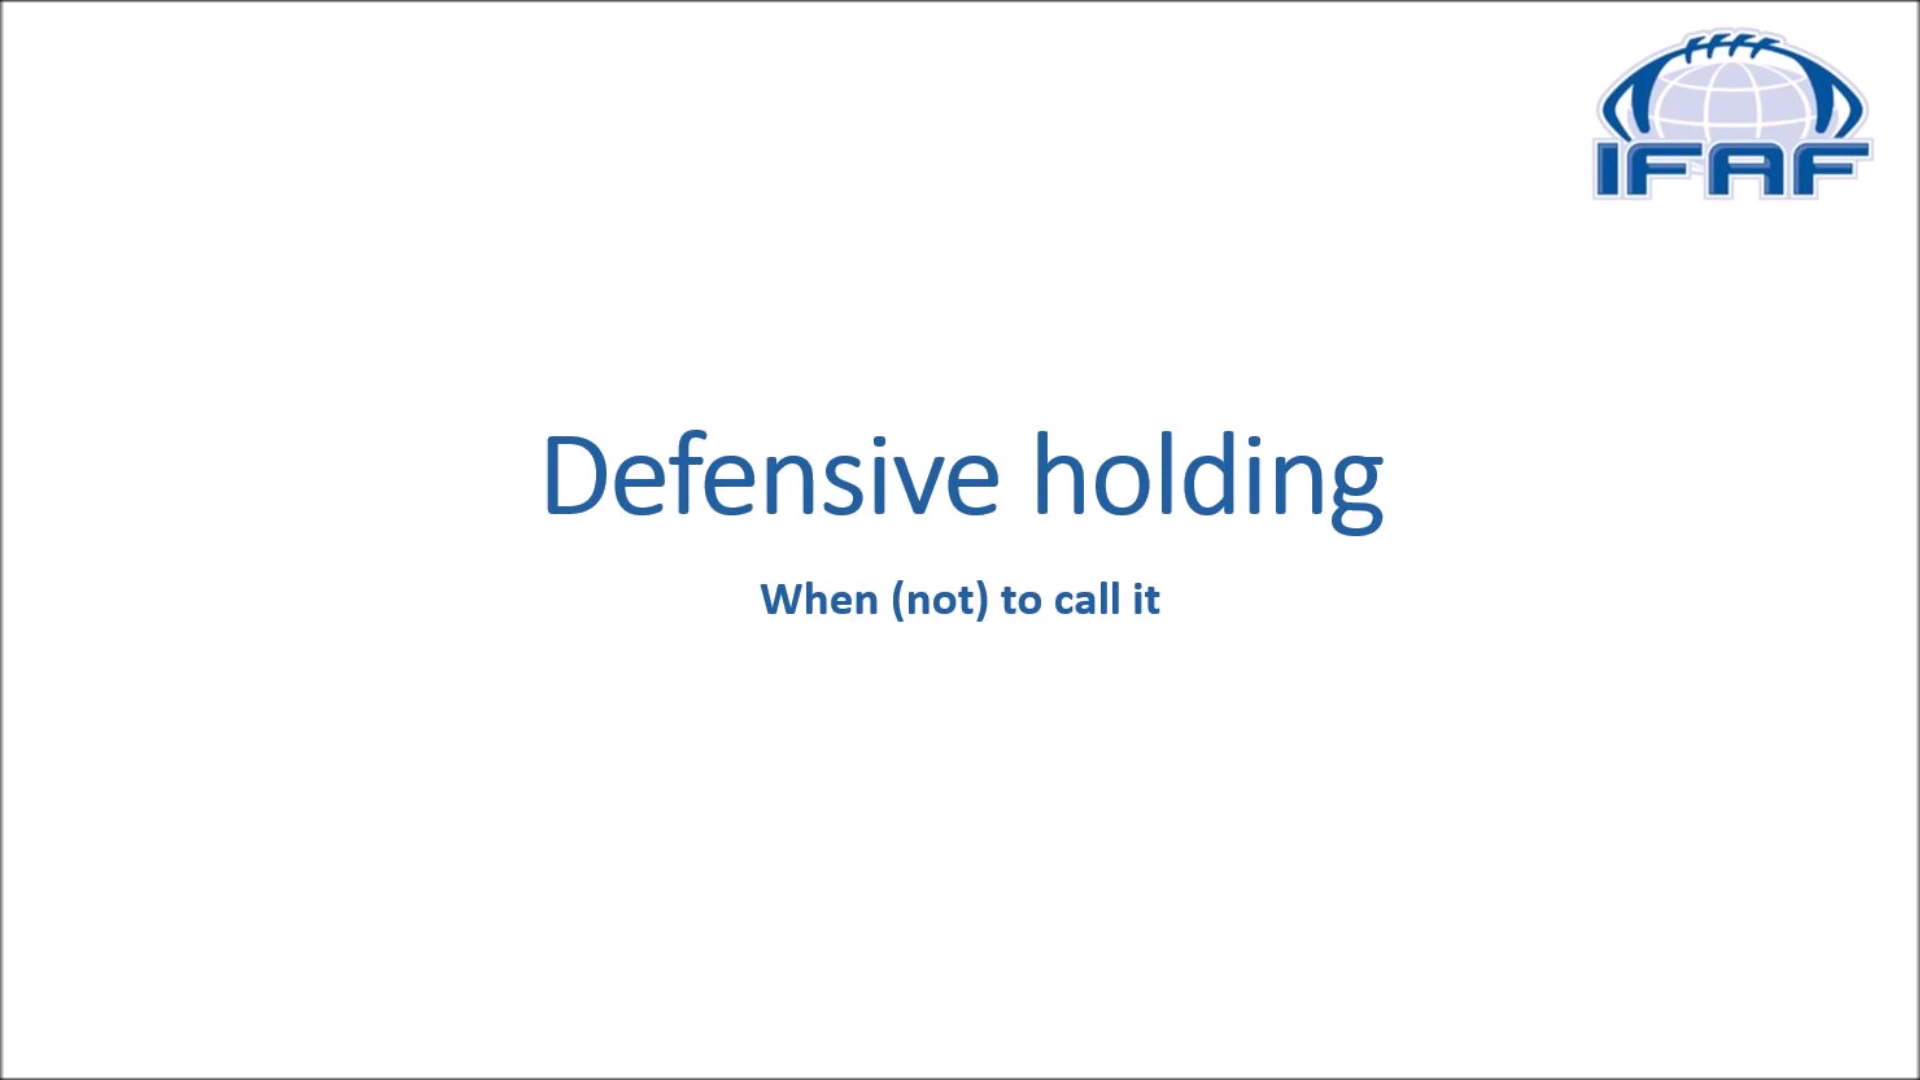 IFAF
Defensive holding
When (not) to call it